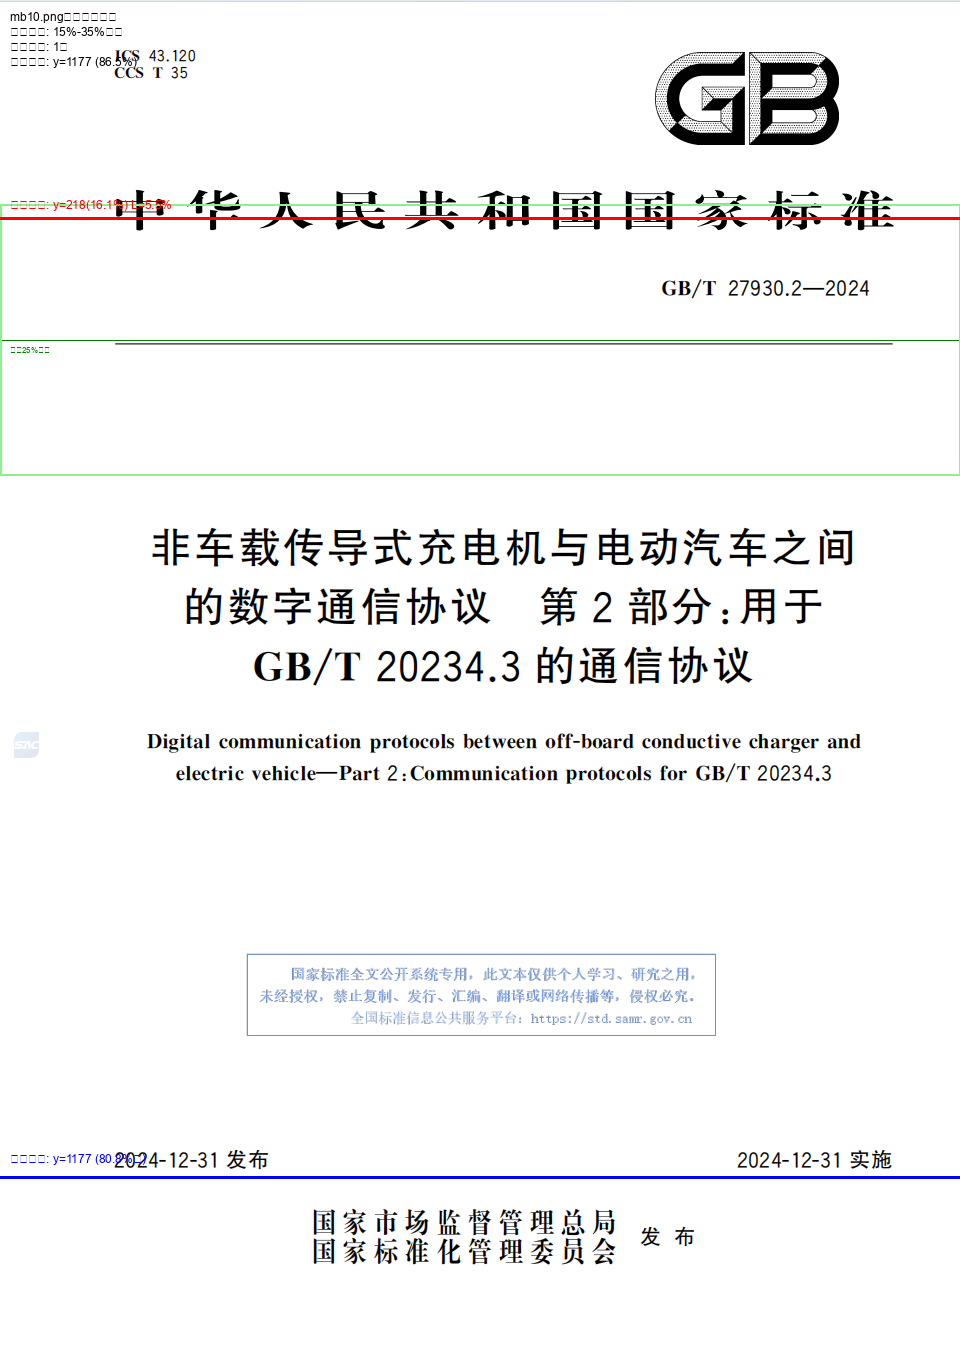 mb10.png
: 15%-35%
: 1
: y=1177 (86.5%)
ICS 43.120
CCS T 35
GB
: y=218(16.1%) L=5.5%
中华人民共和国国家标准
GB/T 27930.2—2024
25%
非车载传导式充电机与电动汽车之间
的数字通信协议 第2部分:用于
GB/T 20234.3的通信协议
snc
Digital communication protocols between off-board conductive charger and
electric vehicle—Part 2:Communication protocols for GB/T 20234.3
国家标准全文公开系统专用，此文本仅供个人学习、研究之用，
未经授权，禁止复制、发行、汇编、翻译或网络传播等，侵权必究。
全国标准信息公共服务平台：https://std.samr.gov.cn
: y=1177 (80.8%)
2024-12-31 发布
2024-12-31 实施
国家市场监督管理总局
国家标准化管理委员会
发布